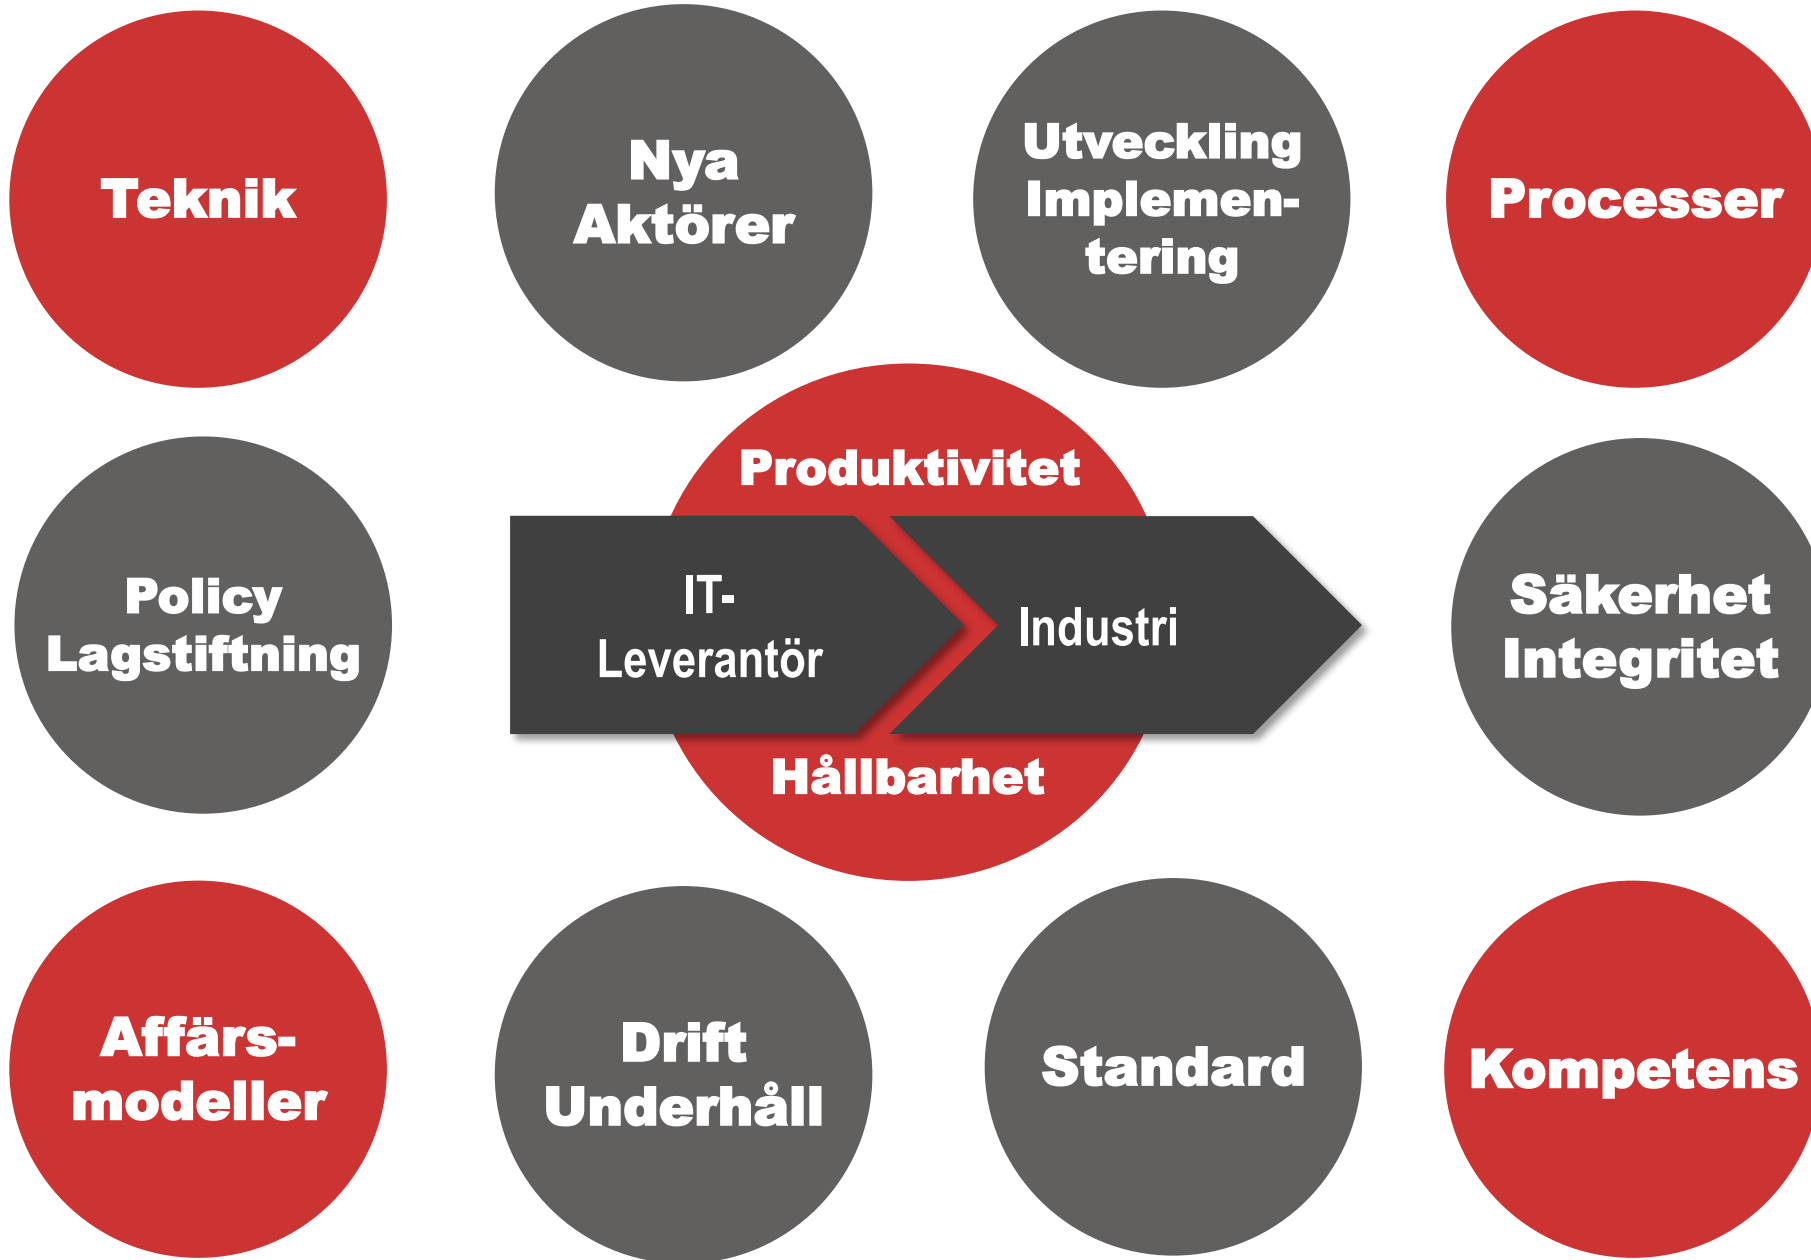 Teknik
Nya
Aktörer
Utveckling
Implemen-
tering
Processer
Policy
Lagstiftning
Produktivitet
IT-
Leverantör
Industri
Hållbarhet
Säkerhet
Integritet
Affärs-
modeller
Drift
Underhåll
Standard
Kompetens